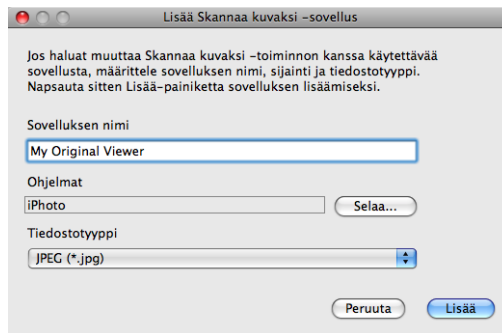 Lisää Skannaa kuvaksi -sovellus
Jos haluat muuttaa Skannaa kuvaksi -toiminnon kanssa käytettävää
sovellusta, määrittele sovelluksen nimi, sijainti ja tiedostotyyppi.
Napsauta sitten Lisää-painiketta sovelluksen lisäämiseksi.
Sovelluksen nimi
My Original Viewer
Ohjelmat
iPhoto
Selaa...
Tiedostotyyppi
JPEG (*.jpg)
Peruuta
Lisää